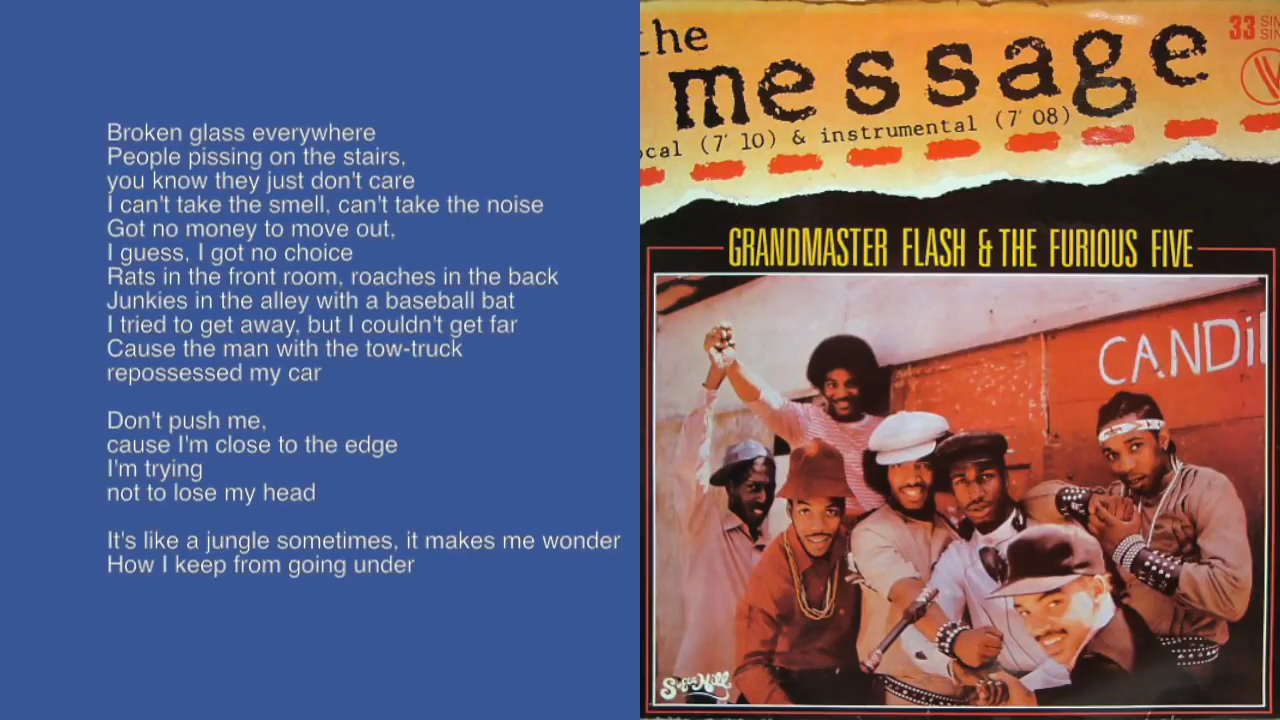 Broken glass everywhere
People pissing on the stairs,
you know they just don't care
I can't take the smell, can't take the noise
Got no money to move out,
I guess, I got no choice
Rats in the front room, roaches in the back
Junkies in the alley with a baseball bat
I tried to get away, but I couldn't get far
Cause the man with the tow-truck
repossessed my car
Don't push me,
cause I'm close to the edge
I'm trying
not to lose my head
It's like a jungle sometimes, it makes me wonder
How I keep from going under
the
message
33
(7' 10) & instrumental (7' 08)
GRANDMASTER FLASH & THE FURIOUS FIVE
CANDi
Sugar Hill